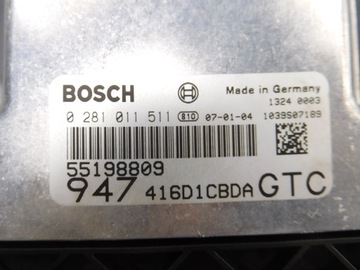 BOSCH Made in Germany
1324 0003
0 281 011 511 810 07-01-04 1039S07189
55198809
947 416D1CBDA GTC